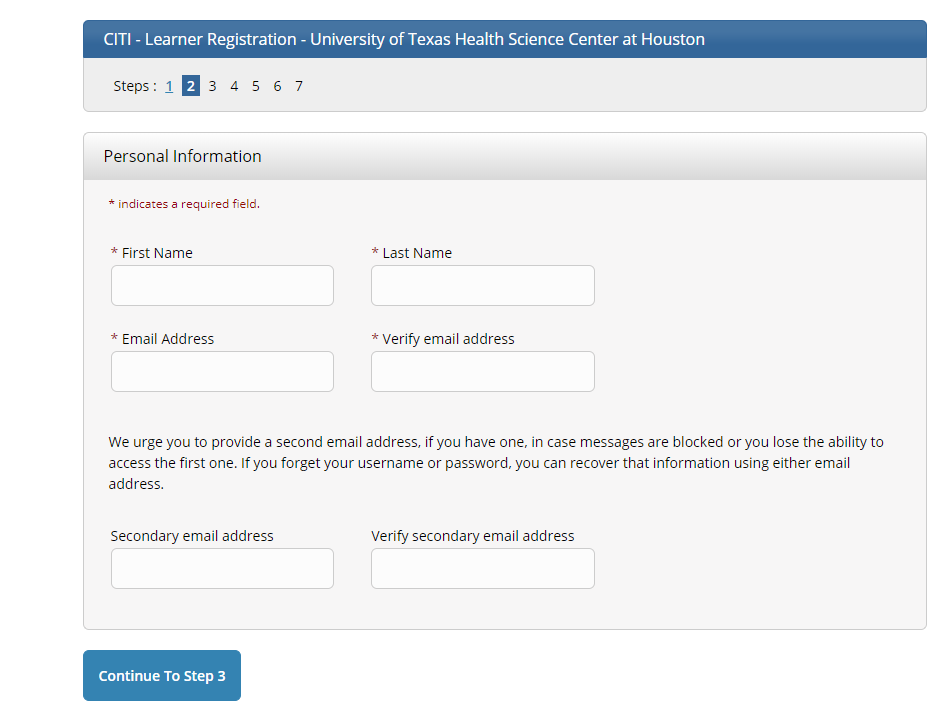 CITI - Learner Registration - University of Texas Health Science Center at Houston
Steps : 1 2 3 4 5 6 7
Personal Information
* indicates a required field.
* First Name * Last Name
* Email Address * Verify email address
We urge you to provide a second email address, if you have one, in case messages are blocked or you lose the ability to
access the first one. If you forget your username or password, you can recover that information using either email
address.
Secondary email address Verify secondary email address
Continue To Step 3